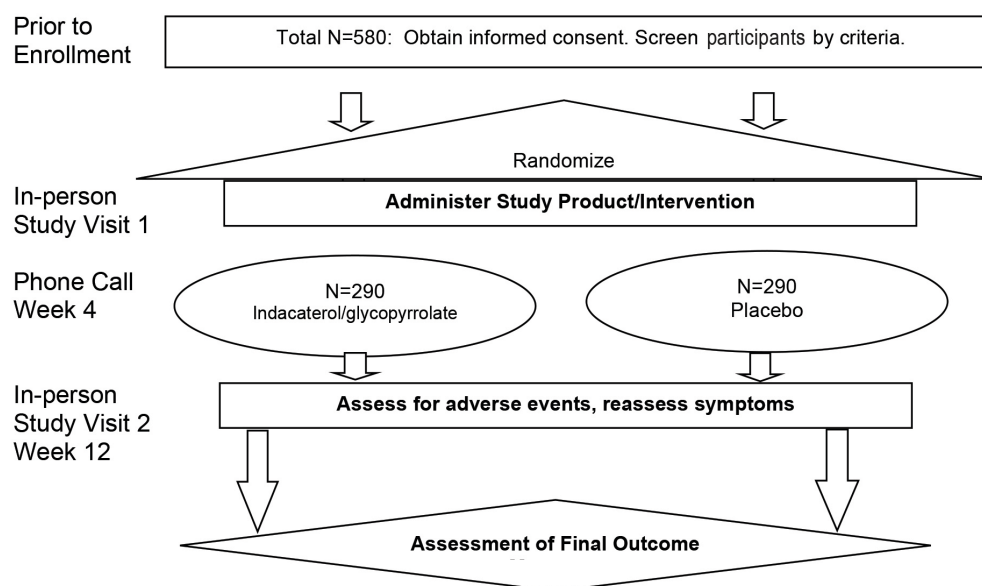 Prior to
Enrollment
Total N=580: Obtain informed consent. Screen participants by criteria.
Randomize
In-person
Study Visit 1
Administer Study Product/Intervention
Phone Call
Week 4
N=290
Indacaterol/glycopyrrolate
N=290
Placebo
In-person
Study Visit 2
Week 12
Assess for adverse events, reassess symptoms
Assessment of Final Outcome